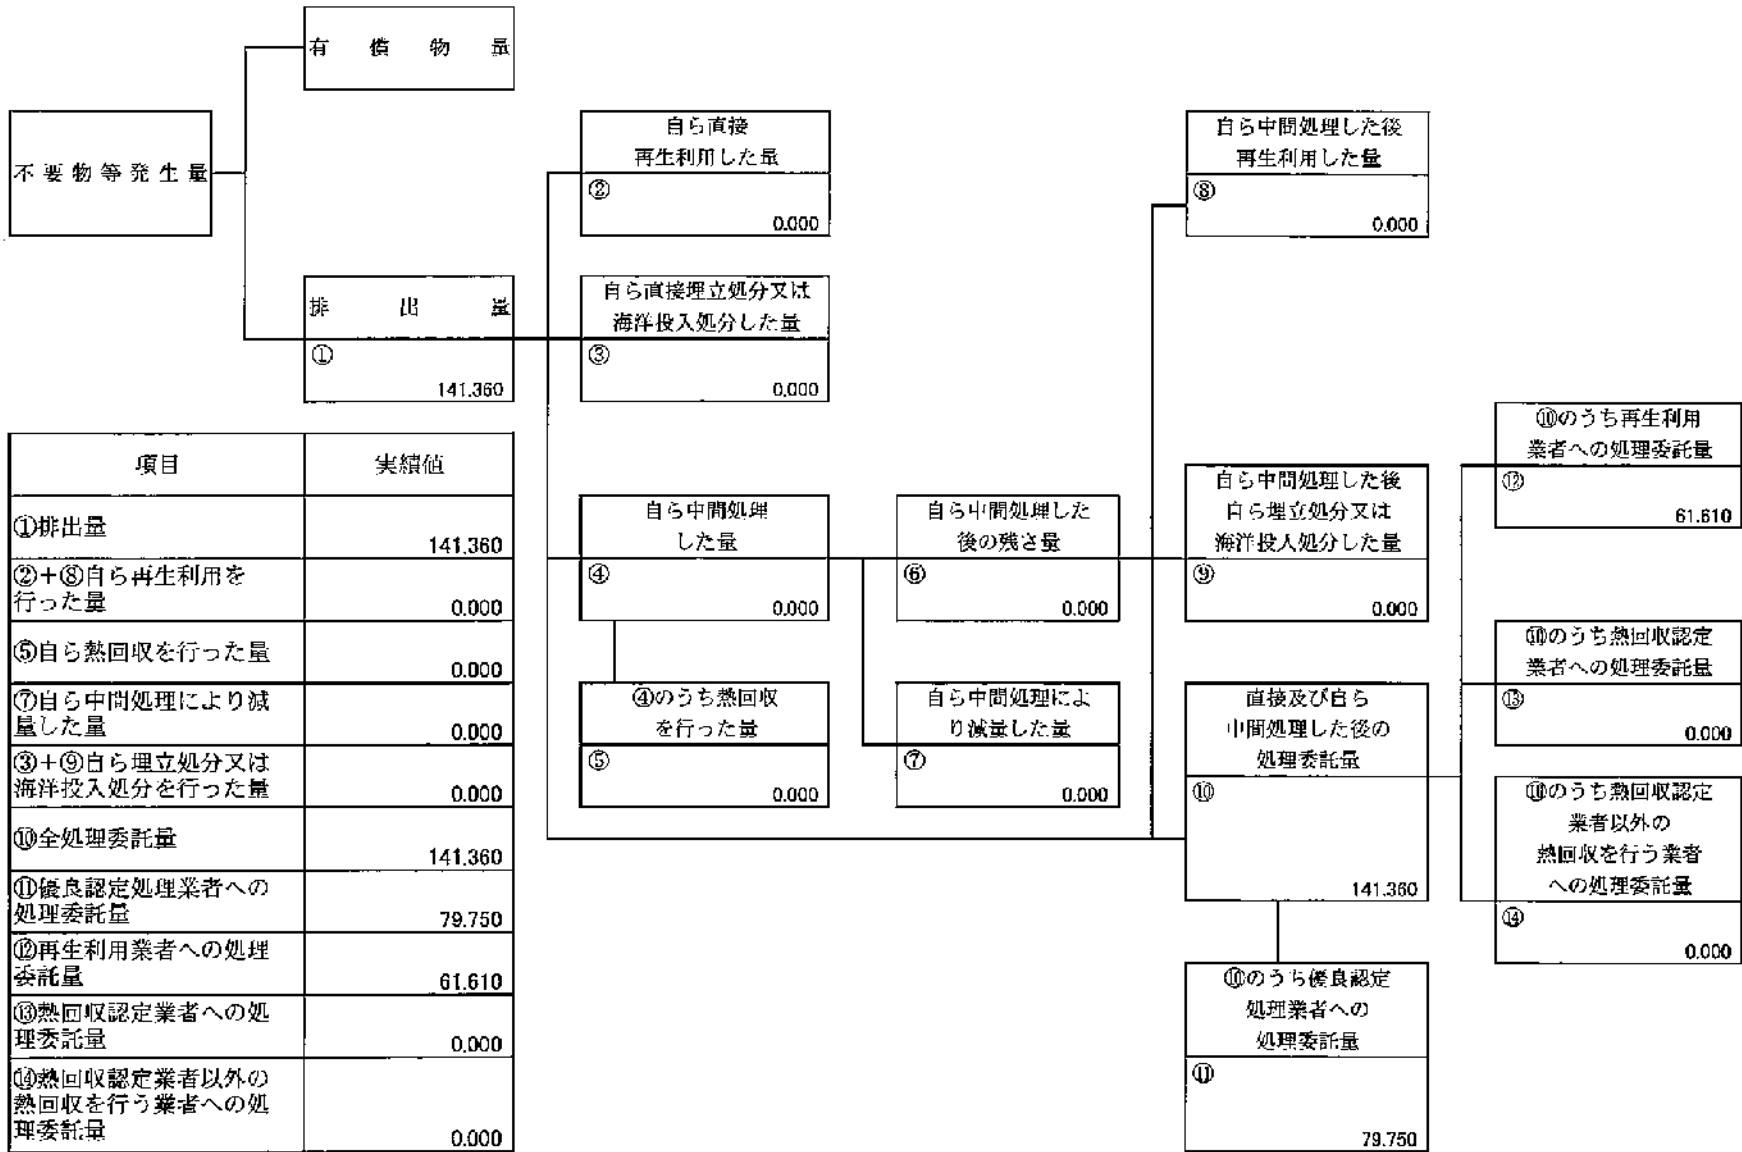 有償物量
不要物等発生量
排出量
①
141.360
自ら直接
再生利用した量
②
0.000
自ら直接埋立処分又は
海洋投入処分した量
③
0.000
自ら中間処理
した量
④
0.000
④のうち熱回収
を行った量
⑤
0.000
自ら中間処理した
後の残さ量
⑥
0.000
自ら中間処理によ
り減量した量
⑦
0.000
自ら中間処理した後
再生利用した量
⑧
0.000
自ら中間処理した後
自ら埋立処分又は
海洋投入処分した量
⑨
0.000
直接及び自ら
中間処理した後の
処理委託量
⑩
141.360
⑩のうち優良認定
処理業者への
処理委託量
⑪
79.750
⑩のうち再生利用
業者への処理委託量
⑫
61.610
⑩のうち熱回収認定
業者への処理委託量
⑬
0.000
⑩のうち熱回収認定
業者以外の
熱回収を行う業者
への処理委託量
⑭
0.000
項目 実績値
①排出量
141.360
②+⑧自ら再生利用を
行った量
0.000
⑤自ら熱回収を行った量
0.000
⑦自ら中間処理により減
量した量
0.000
③+⑨自ら埋立処分又は
海洋投入処分を行った量
0.000
⑩全処理委託量
141.360
⑪優良認定処理業者への
処理委託量
79.750
⑫再生利用業者への処理
委託量
61.610
⑬熱回収認定業者への処
理委託量
0.000
⑭熱回収認定業者以外の
熱回収を行う業者への処
理委託量
0.000